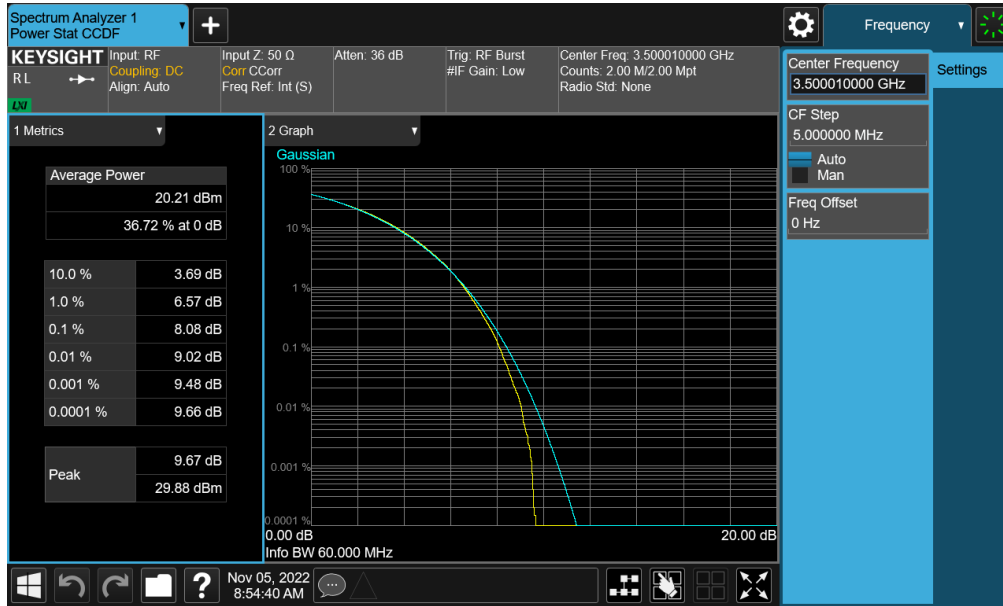 Spectrum Analyzer 1
Power Stat CCDF
Frequency
KEYSIGHT
R L
LXI
Input: RF
Coupling: DC
Align: Auto
Input Z: 50 Ω
Corr CCorr
Freq Ref: Int (S)
Atten: 36 dB
Trig: RF Burst
#IF Gain: Low
Center Freq: 3.500010000 GHz
Counts: 2.00 M/2.00 Mpt
Radio Std: None
Center Frequency
3.500010000 GHz
Settings
CF Step
5.000000 MHz
Auto
Man
Freq Offset
0 Hz
1 Metrics
Average Power
20.21 dBm
36.72 % at 0 dB
10.0 % 3.69 dB
1.0 % 6.57 dB
0.1 % 8.08 dB
0.01 % 9.02 dB
0.001 % 9.48 dB
0.0001 % 9.66 dB
Peak
9.67 dB
29.88 dBm
2 Graph
Gaussian
100 %
10 %
1 %
0.1 %
0.01 %
0.001 %
0.0001 %
0.00 dB 20.00 dB
Info BW 60.000 MHz
?
Nov 05, 2022
8:54:40 AM